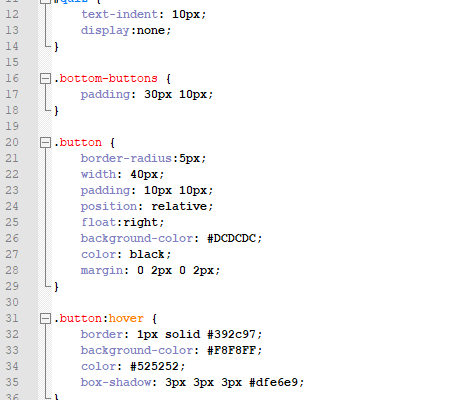 11 #quiz {
12 text-indent: 10px;
13 display:none;
14 }
15
16 .bottom-buttons {
17 padding: 30px 10px;
18 }
19
20 .button {
21 border-radius:5px;
22 width: 40px;
23 padding: 10px 10px;
24 position: relative;
25 float:right;
26 background-color: #DCDCDC;
27 color: black;
28 margin: 0 2px 0 2px;
29 }
30
31 .button:hover {
32 border: 1px solid #392c97;
33 background-color: #F8F8FF;
34 color: #525252;
35 box-shadow: 3px 3px 3px #dfe6e9;
36 }